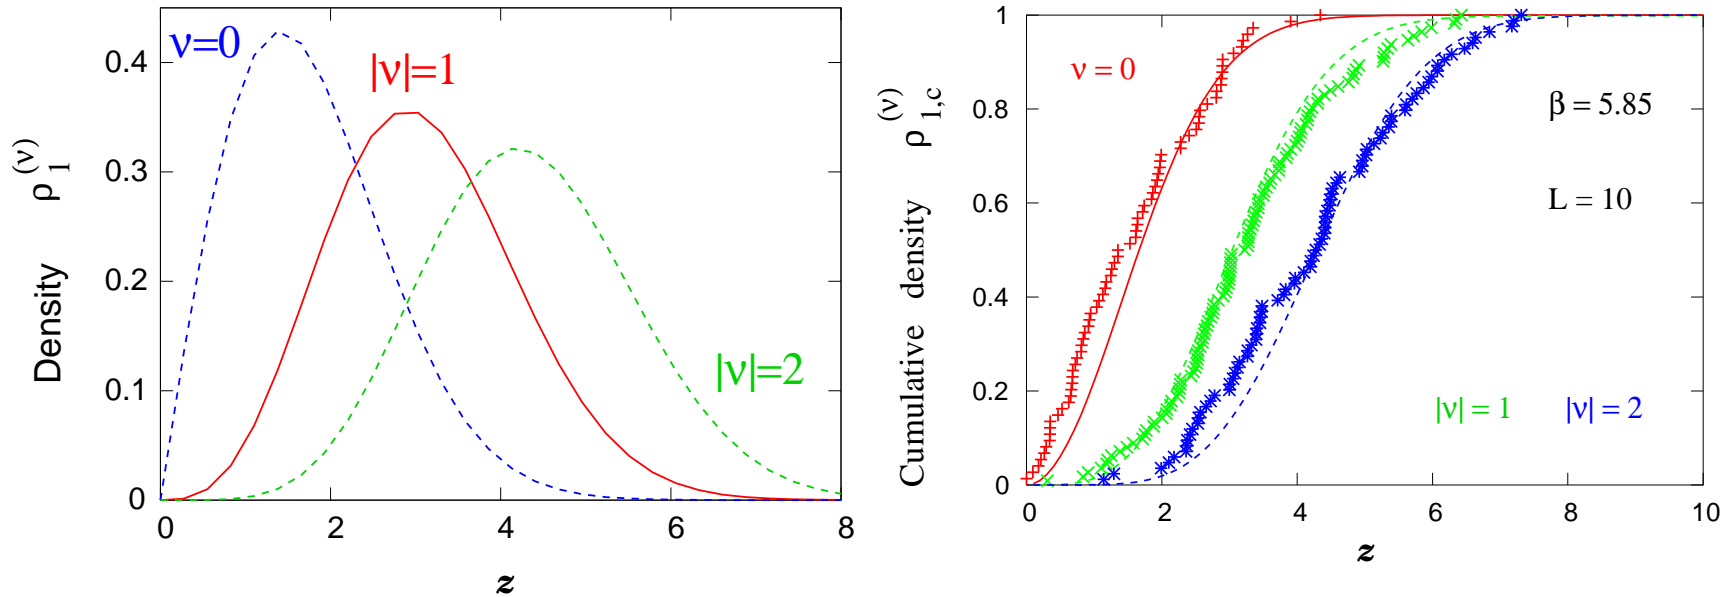 ν=0
|ν|=1
|ν|=2
0.4
0.3
0.2
0.1
0
0 2 4 6 8
Density ρ₁⁽ᵛ⁾
z
ν = 0
β = 5.85
L = 10
|ν| = 1 |ν| = 2
1
0.8
0.6
0.4
0.2
0
0 2 4 6 8 10
Cumulative density ρ₁,c⁽ᵛ⁾
z